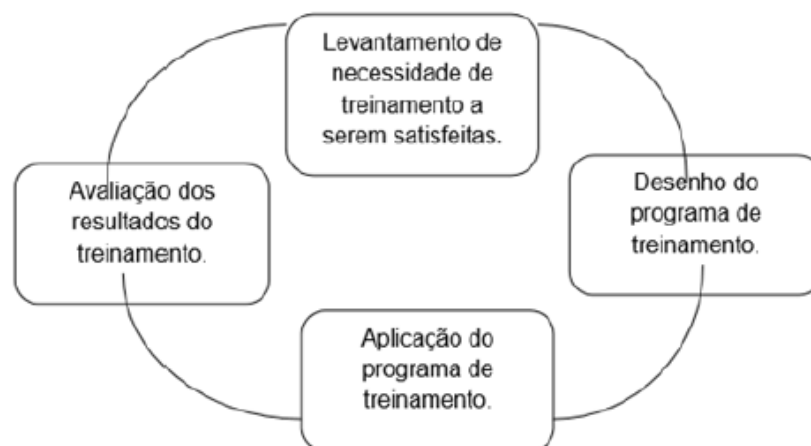 Levantamento de
necessidade de
treinamento a
serem satisfeitas.
Avaliação dos
resultados do
treinamento.
Desenho do
programa de
treinamento.
Aplicação do
programa de
treinamento.